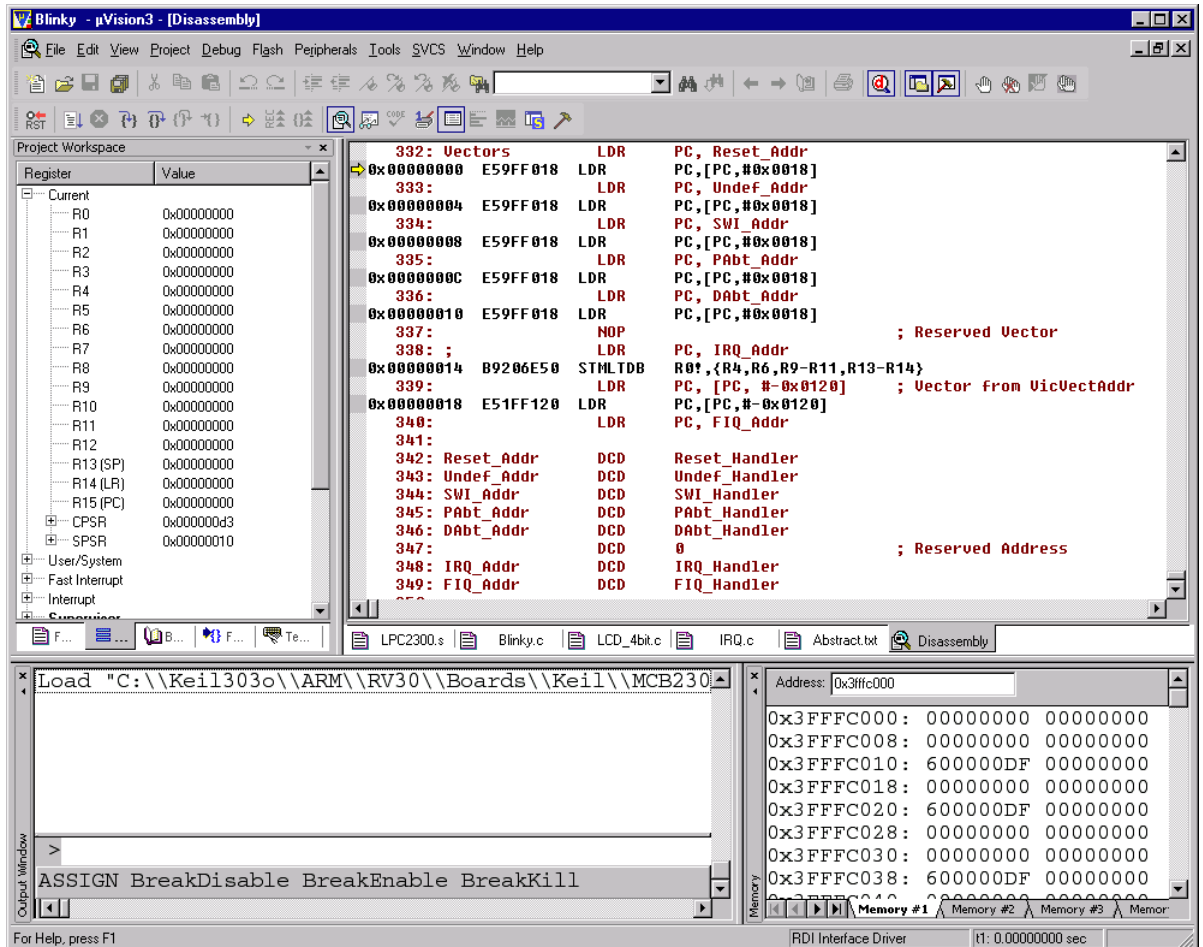 Blinky - µVision3 - [Disassembly]
File Edit View Project Debug Flash Peripherals Tools SVCS Window Help
RST CODE
Project Workspace
Register Value
Current
R0 0x00000000
R1 0x00000000
R2 0x00000000
R3 0x00000000
R4 0x00000000
R5 0x00000000
R6 0x00000000
R7 0x00000000
R8 0x00000000
R9 0x00000000
R10 0x00000000
R11 0x00000000
R12 0x00000000
R13 (SP) 0x00000000
R14 (LR) 0x00000000
R15 (PC) 0x00000000
CPSR 0x000000d3
SPSR 0x00000010
User/System
Fast Interrupt
Interrupt
Supervisor
F... ... B... F... Te...
332: Vectors LDR PC, Reset_Addr
0x00000000 E59FF018 LDR PC,[PC,#0x0018]
333: LDR PC, Undef_Addr
0x00000004 E59FF018 LDR PC,[PC,#0x0018]
334: LDR PC, SWI_Addr
0x00000008 E59FF018 LDR PC,[PC,#0x0018]
335: LDR PC, PAbt_Addr
0x0000000C E59FF018 LDR PC,[PC,#0x0018]
336: LDR PC, DAbt_Addr
0x00000010 E59FF018 LDR PC,[PC,#0x0018]
337: NOP ; Reserved Vector
338: ; LDR PC, IRQ_Addr
0x00000014 B9206E50 STMLTDB R0!,{R4,R6,R9-R11,R13-R14}
339: LDR PC, [PC, #-0x0120] ; Vector from VicVectAddr
0x00000018 E51FF120 LDR PC,[PC,#-0x0120]
340: LDR PC, FIQ_Addr
341:
342: Reset_Addr DCD Reset_Handler
343: Undef_Addr DCD Undef_Handler
344: SWI_Addr DCD SWI_Handler
345: PAbt_Addr DCD PAbt_Handler
346: DAbt_Addr DCD DAbt_Handler
347: DCD 0 ; Reserved Address
348: IRQ_Addr DCD IRQ_Handler
349: FIQ_Addr DCD FIQ_Handler
LPC2300.s Blinky.c LCD_4bit.c IRQ.c Abstract.txt Disassembly
Load "C:\\Keil303o\\ARM\\RV30\\Boards\\Keil\\MCB230
>
ASSIGN BreakDisable BreakEnable BreakKill
Output Window
Address: 0x3fffc000
0x3FFFC000: 00000000 00000000
0x3FFFC008: 00000000 00000000
0x3FFFC010: 600000DF 00000000
0x3FFFC018: 00000000 00000000
0x3FFFC020: 600000DF 00000000
0x3FFFC028: 00000000 00000000
0x3FFFC030: 00000000 00000000
0x3FFFC038: 600000DF 00000000
Memory
Memory #1 Memory #2 Memory #3 Memor
For Help, press F1 RDI Interface Driver t1: 0.00000000 sec